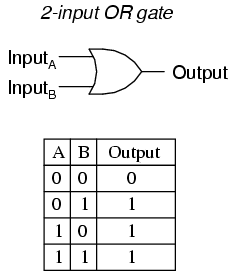 2-input OR gate
InputA
Output
InputB
A B Output
0 0 0
0 1 1
1 0 1
1 1 1